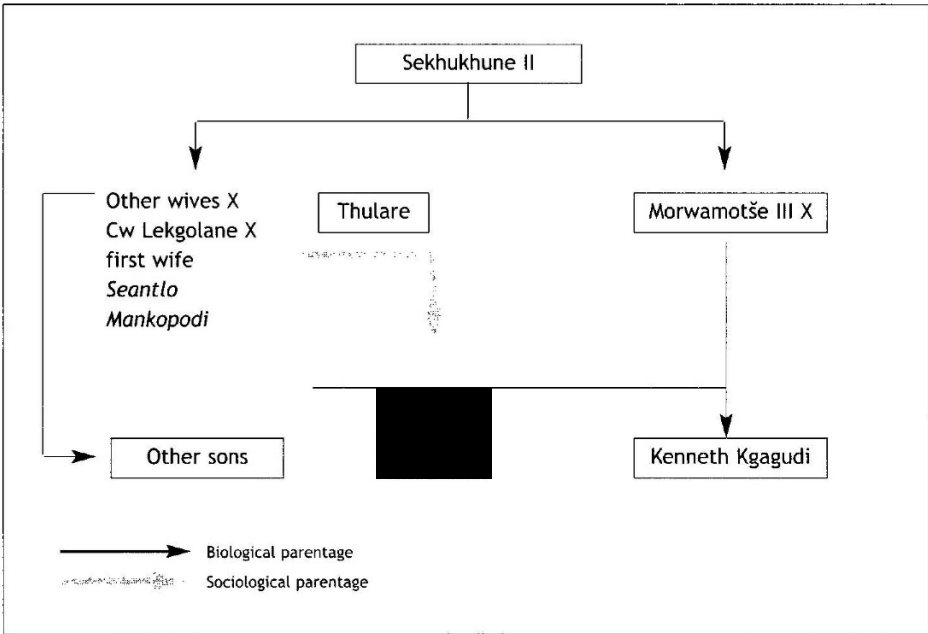 Sekhukhune II
Other wives X
Cw Lekgolane X
first wife
Seantlo
Mankopodi
Thulare
Morwamotše III X
Other sons
Kenneth Kgagudi
Biological parentage
Sociological parentage